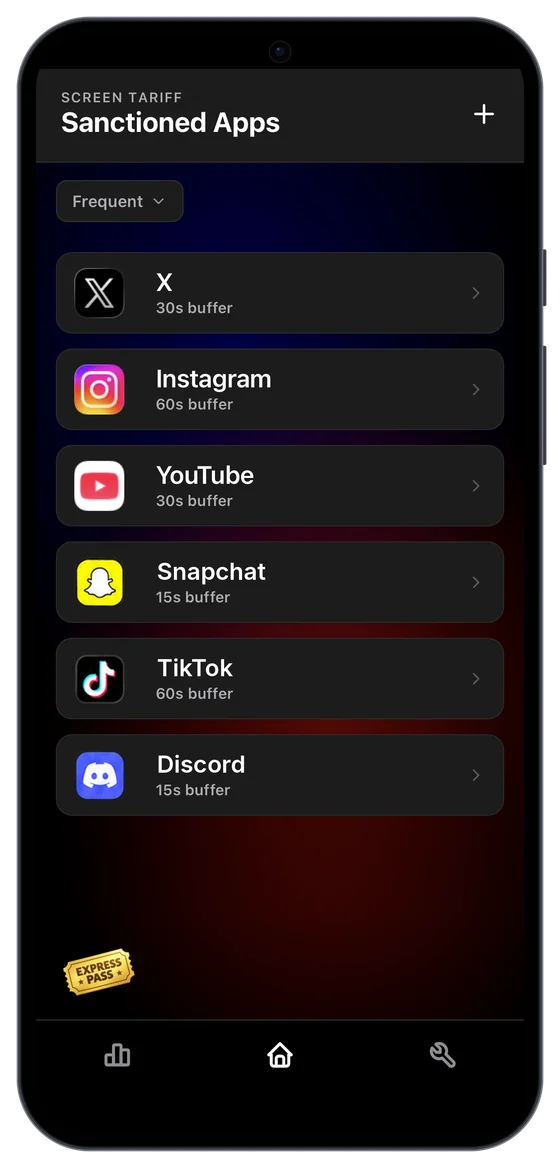 SCREEN TARIFF
Sanctioned Apps
Frequent
X
30s buffer
Instagram
60s buffer
YouTube
30s buffer
Snapchat
15s buffer
TikTok
60s buffer
Discord
15s buffer
EXPRESS
PASS